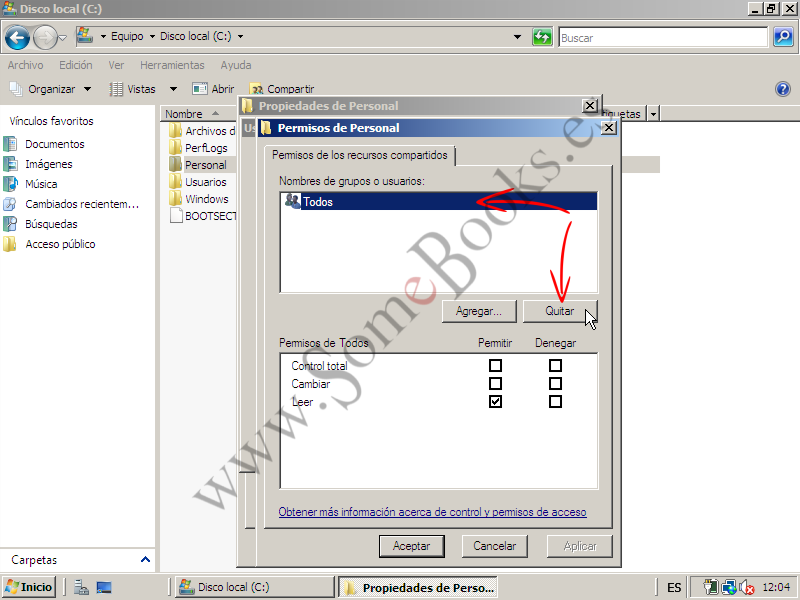 Disco local (C:)
Equipo
Disco local (C:)
Buscar
Archivo Edición Ver Herramientas Ayuda
Organizar Vistas Abrir Compartir
Vínculos favoritos
Documentos
Imágenes
Música
Cambiados recientem...
Búsquedas
Acceso público
Carpetas
Nombre
Archivos d
PerfLogs
Personal
Usuarios
Windows
BOOTSECT
Propiedades de Personal
Permisos de Personal
Permisos de los recursos compartidos
Nombres de grupos o usuarios:
Todos
Agregar... Quitar
Permisos de Todos Permitir Denegar
Control total
Cambiar
Leer
Obtener más información acerca de control y permisos de acceso
Aceptar Cancelar Aplicar
www.SomeBooks.es
Inicio
Disco local (C:)
Propiedades de Perso...
ES
12:04